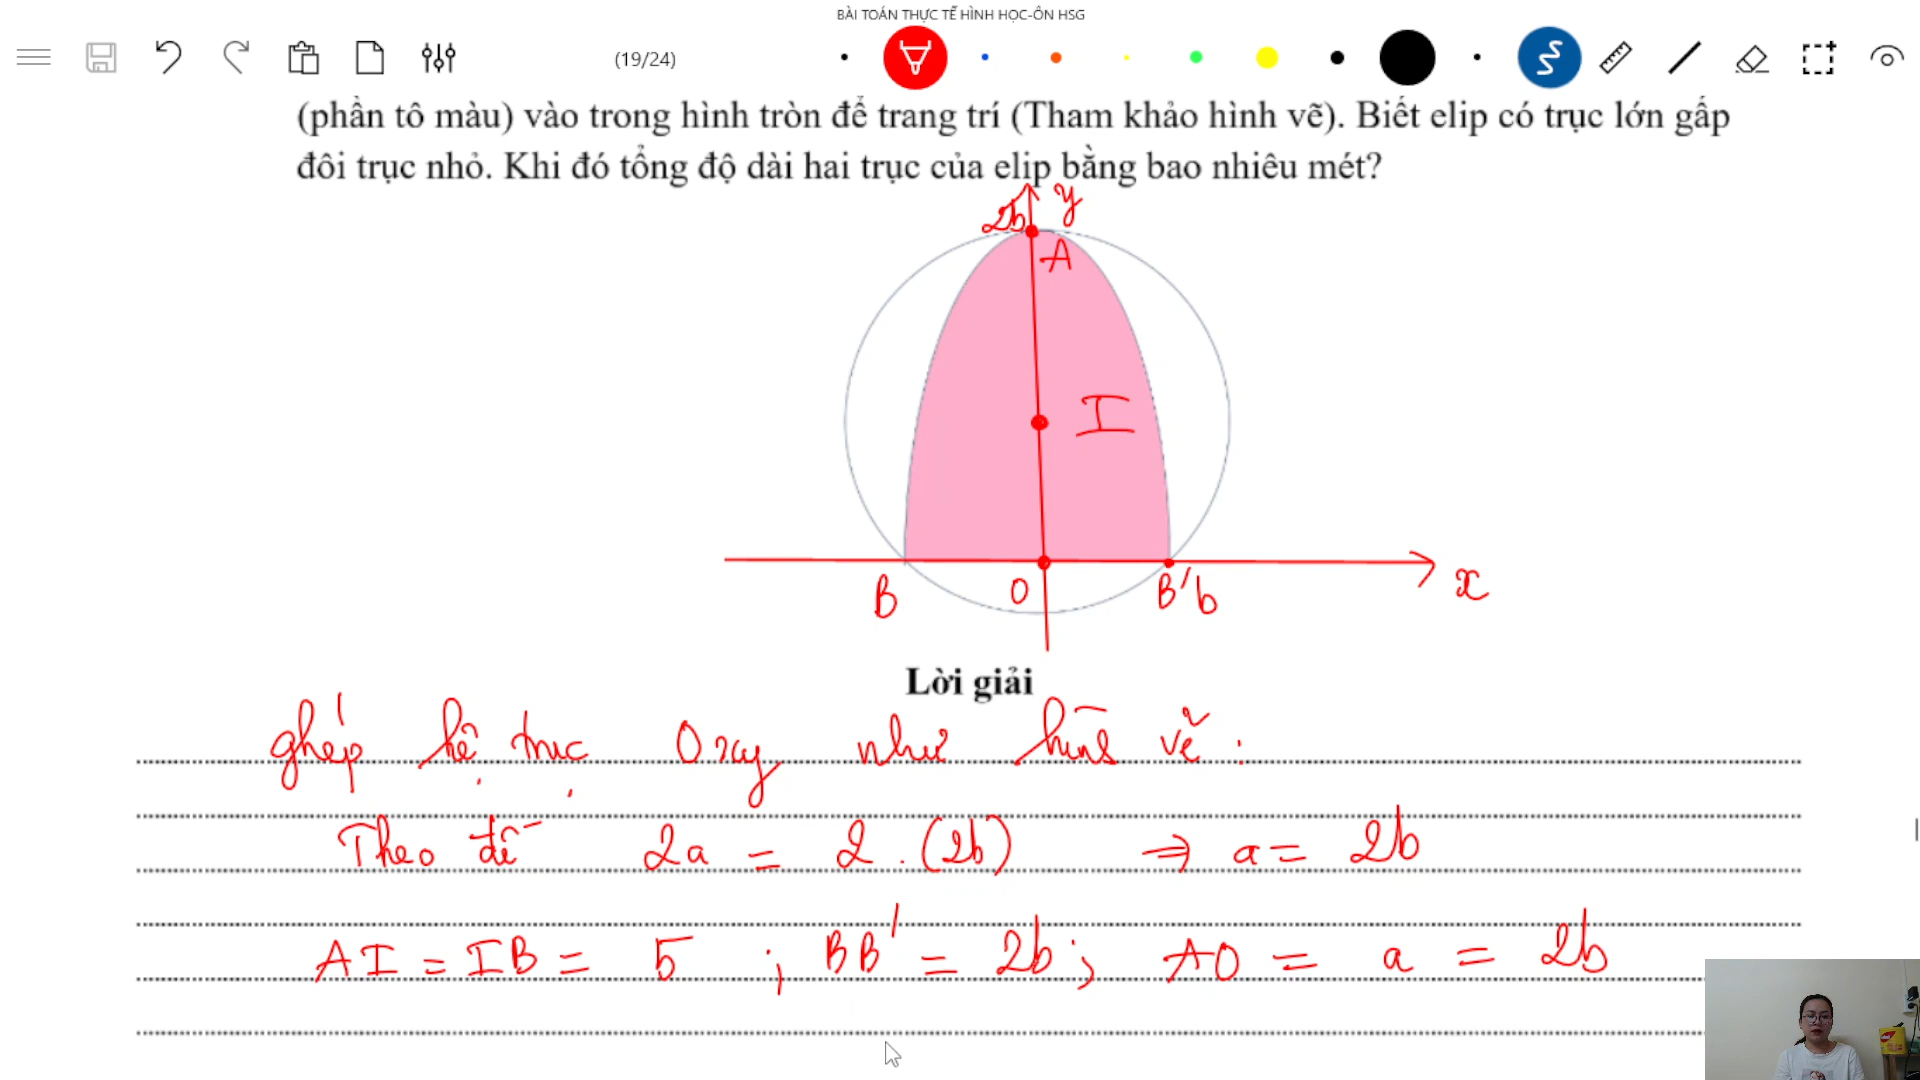 BÀI TOÁN THỰC TẾ HÌNH HỌC-ÔN HSG
(19/24)
(phần tô màu) vào trong hình tròn để trang trí (Tham khảo hình vẽ). Biết elip có trục lớn gấp
đôi trục nhỏ. Khi đó tổng độ dài hai trục của elip bằng bao nhiêu mét?
2b y
A
I
B O B' b x
Lời giải
ghép hệ trục Oxy như hình vẽ :
Theo đề 2a = 2 . (2b) ⇒ a = 2b
AI = IB = 5 ; BB' = 2b ; AO = a = 2b